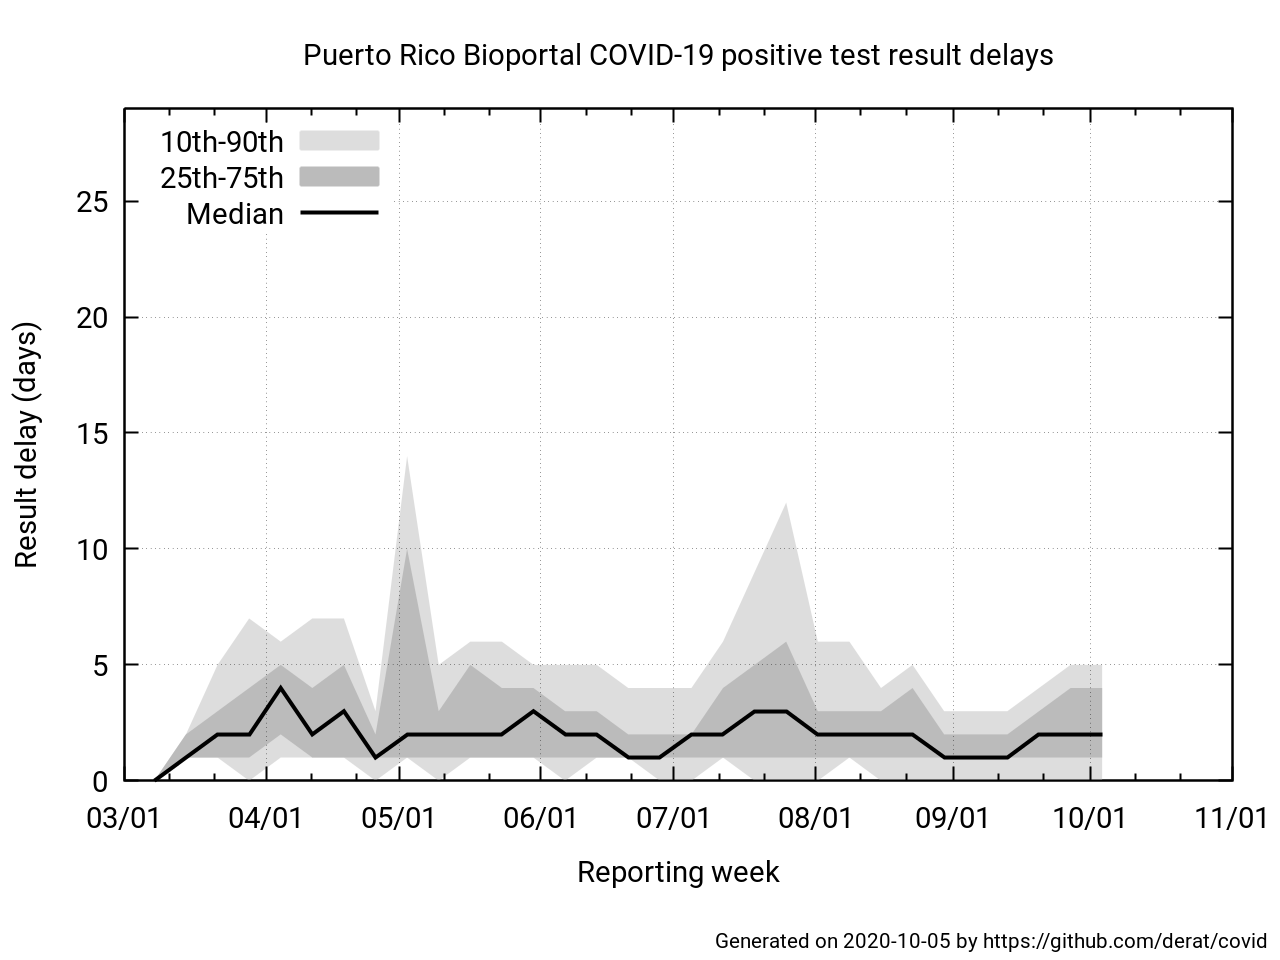 Puerto Rico Bioportal COVID-19 positive test result delays
10th-90th
25th-75th
Median
25
20
15
10
5
0
Result delay (days)
03/01 04/01 05/01 06/01 07/01 08/01 09/01 10/01 11/01
Reporting week
Generated on 2020-10-05 by https://github.com/derat/covid